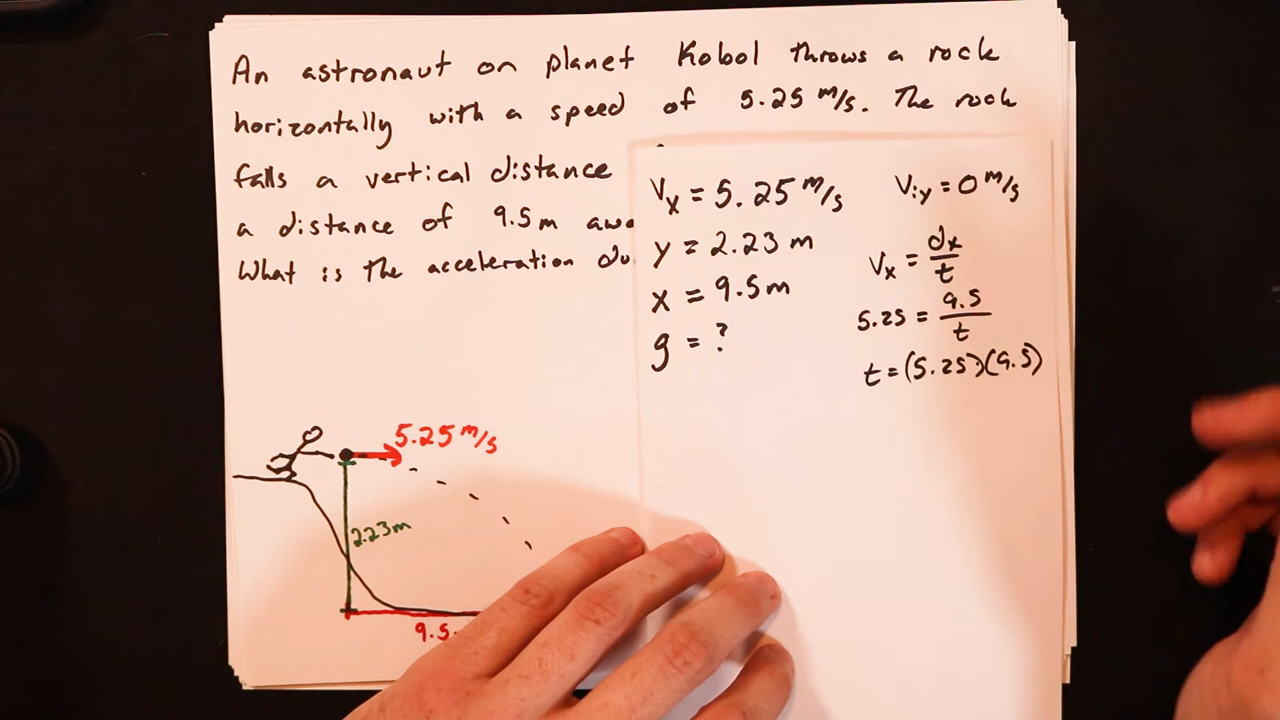 An astronaut on planet Kobol throws a rock
horizontally with a speed of 5.25 m/s. The rock
falls a vertical distance
a distance of 9.5m
What is the acceleration
Vx = 5.25 m/s
y = 2.23 m
x = 9.5m
g = ?
Viy = 0 m/s
Vx = dx/t
5.25 = 9.5/t
t = (5.25)(9.5)
5.25 m/s
2.23m
9.5